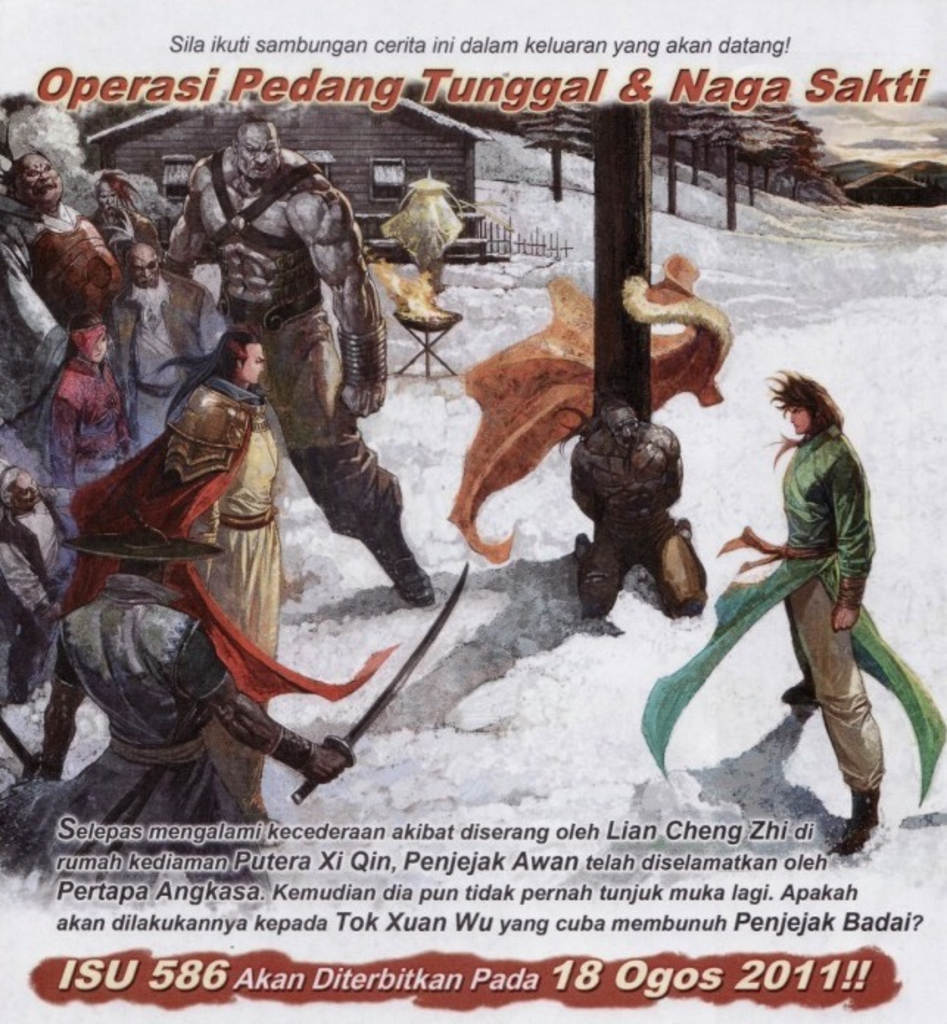 Sila ikuti sambungan cerita ini dalam keluaran yang akan datang!
Operasi Pedang Tunggal & Naga Sakti
Selepas mengalami kecederaan akibat diserang oleh Lian Cheng Zhi di
rumah kediaman Putera Xi Qin, Penjejak Awan telah diselamatkan oleh
Pertapa Angkasa. Kemudian dia pun tidak pernah tunjuk muka lagi. Apakah
akan dilakukannya kepada Tok Xuan Wu yang cuba membunuh Penjejak Badai?
ISU 586 Akan Diterbitkan Pada 18 Ogos 2011!!